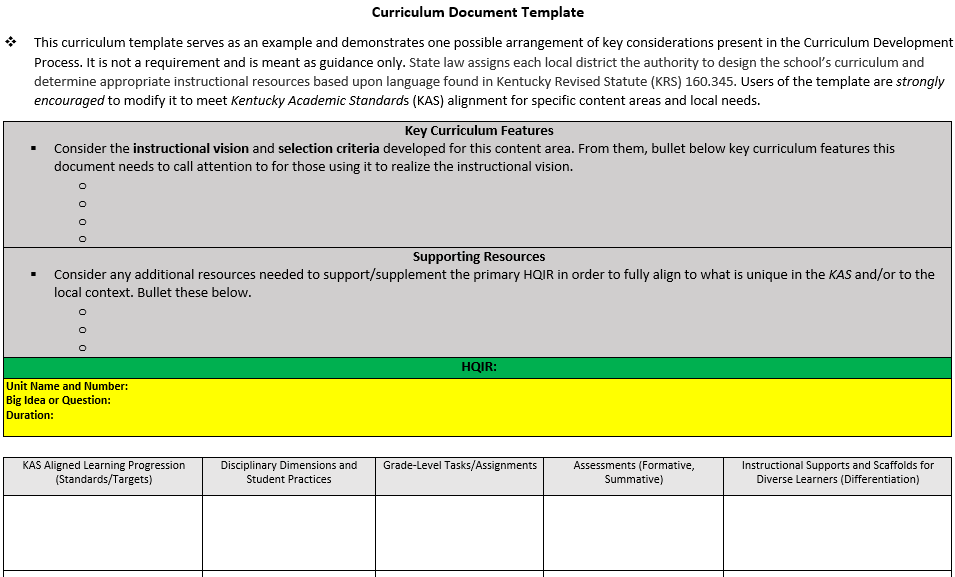 Curriculum Document Template
❖ This curriculum template serves as an example and demonstrates one possible arrangement of key considerations present in the Curriculum Development
Process. It is not a requirement and is meant as guidance only. State law assigns each local district the authority to design the school's curriculum and
determine appropriate instructional resources based upon language found in Kentucky Revised Statute (KRS) 160.345. Users of the template are strongly
encouraged to modify it to meet Kentucky Academic Standards (KAS) alignment for specific content areas and local needs.
Key Curriculum Features
▪ Consider the instructional vision and selection criteria developed for this content area. From them, bullet below key curriculum features this
document needs to call attention to for those using it to realize the instructional vision.
o
o
o
o
Supporting Resources
▪ Consider any additional resources needed to support/supplement the primary HQIR in order to fully align to what is unique in the KAS and/or to the
local context. Bullet these below.
o
o
o
HQIR:
Unit Name and Number:
Big Idea or Question:
Duration:
KAS Aligned Learning Progression
(Standards/Targets)
Disciplinary Dimensions and
Student Practices
Grade-Level Tasks/Assignments
Assessments (Formative,
Summative)
Instructional Supports and Scaffolds for
Diverse Learners (Differentiation)